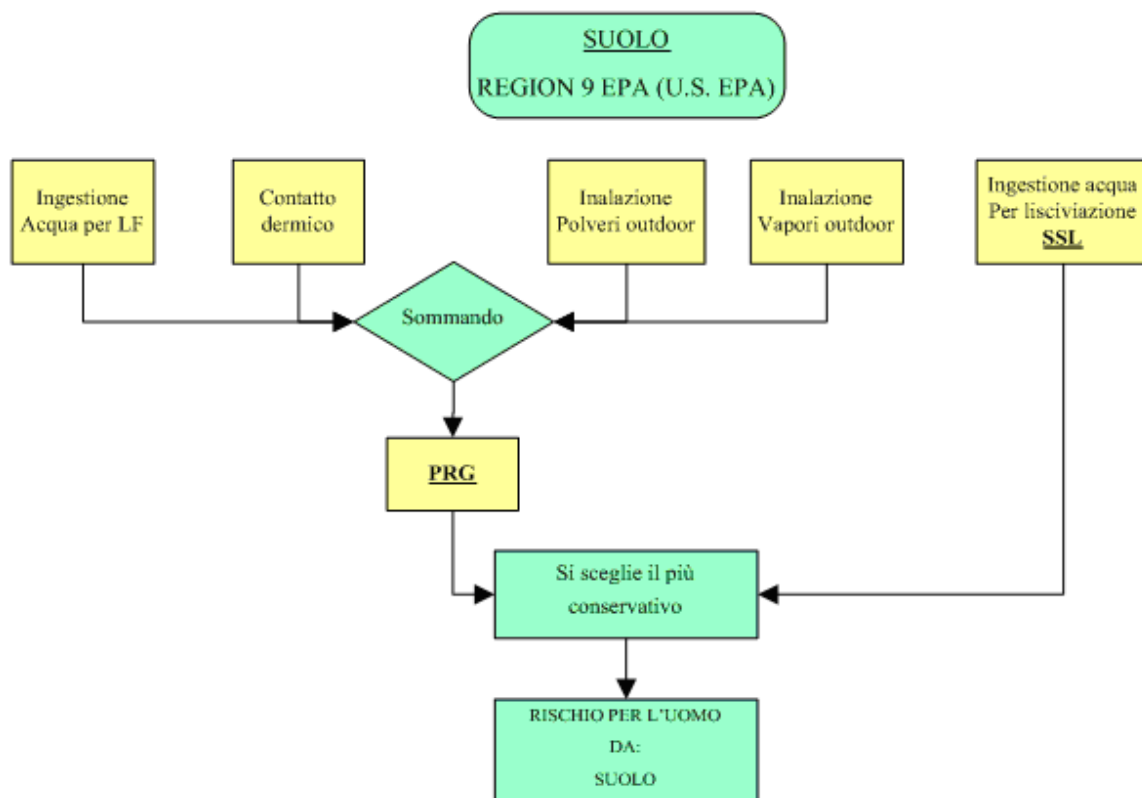 SUOLO
REGION 9 EPA (U.S. EPA)
Ingestione
Acqua per LF
Contatto
dermico
Inalazione
Polveri outdoor
Inalazione
Vapori outdoor
Ingestione acqua
Per lisciviazione
SSL
Sommando
PRG
Si sceglie il più
conservativo
RISCHIO PER L'UOMO
DA:
SUOLO